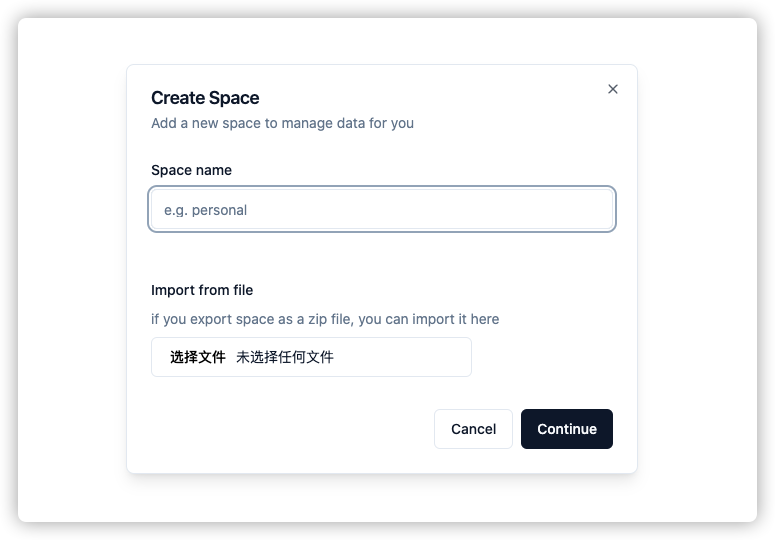 Create Space
Add a new space to manage data for you
Space name
e.g. personal
Import from file
if you export space as a zip file, you can import it here
选择文件 未选择任何文件
Cancel Continue